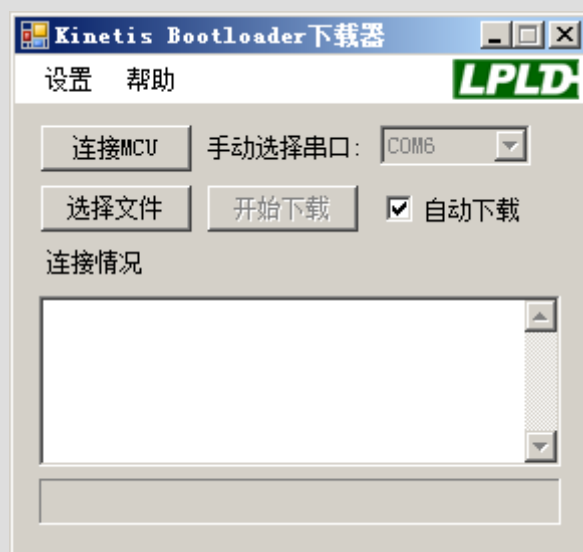 Kinetis Bootloader下载器
设置 帮助 LPLD
连接MCU 手动选择串口: COM6
选择文件 开始下载 自动下载
连接情况